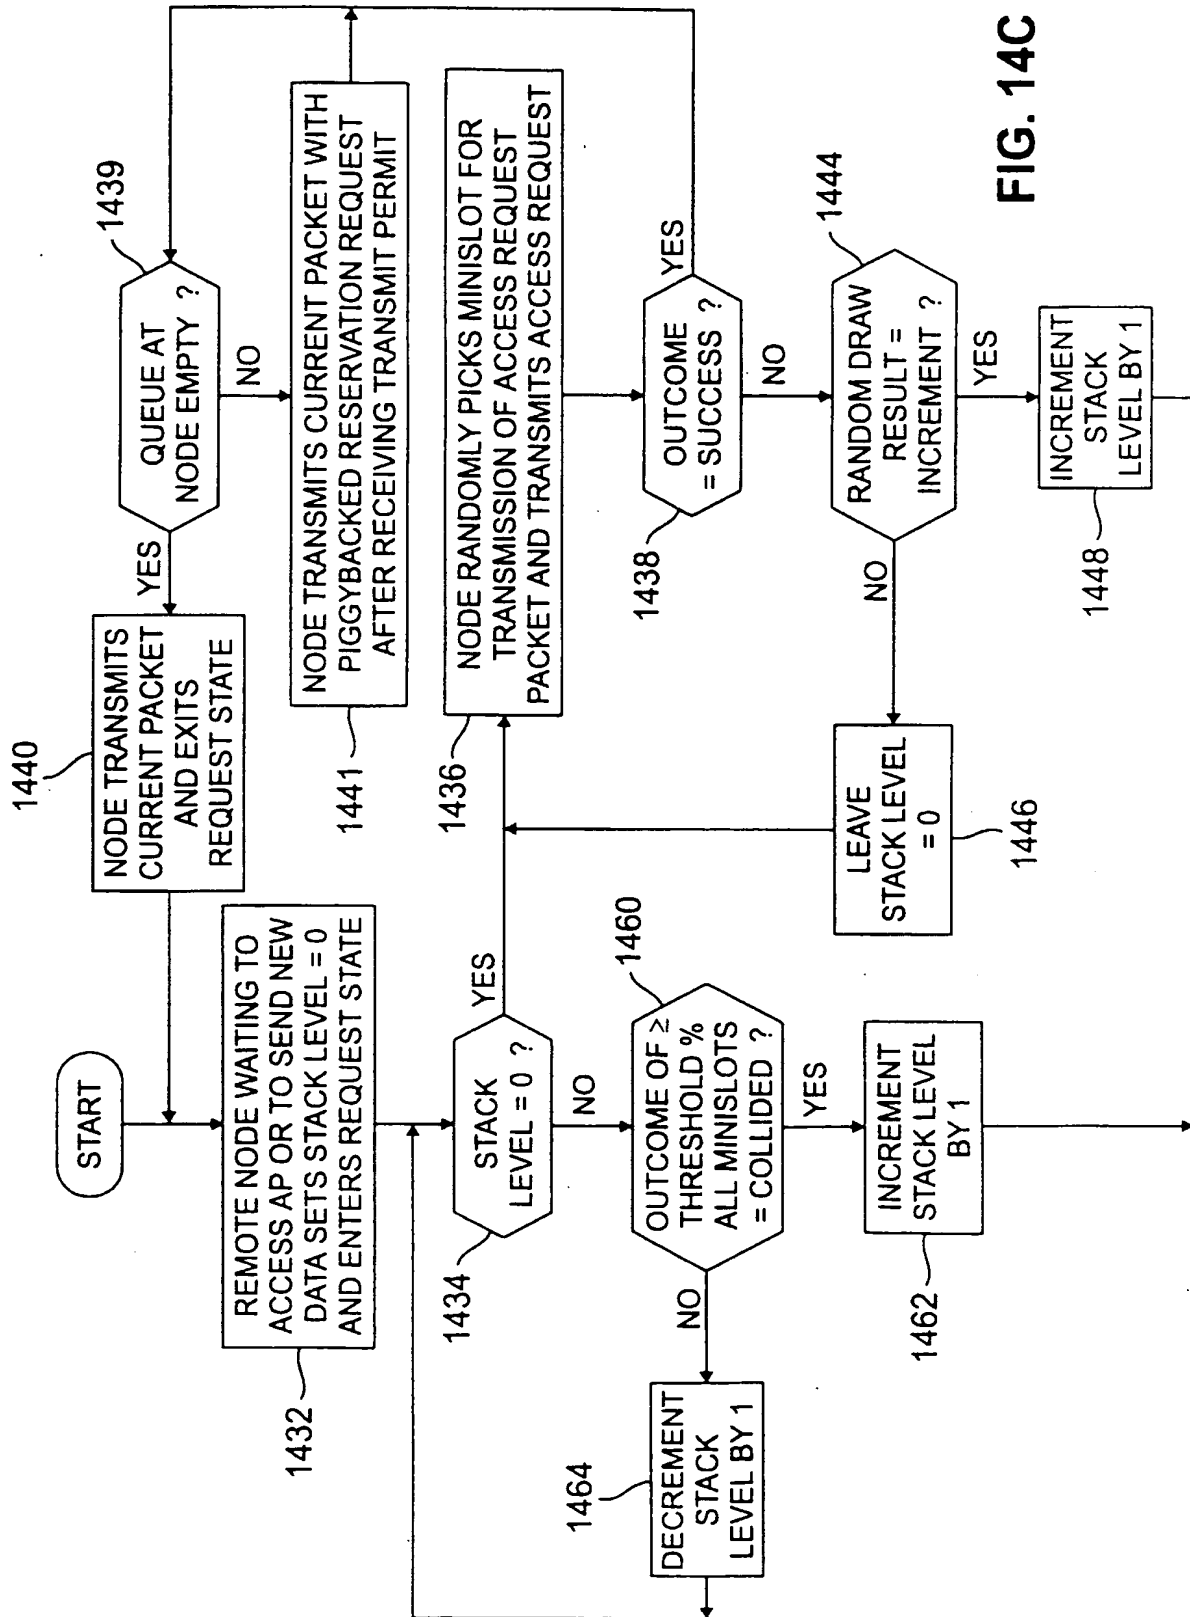 START
REMOTE NODE WAITING TO
ACCESS AP OR TO SEND NEW
DATA SETS STACK LEVEL = 0
AND ENTERS REQUEST STATE
1432
STACK
LEVEL = 0 ?
1434
YES
NO
OUTCOME OF ≥
THRESHOLD %
ALL MINISLOTS
= COLLIDED ?
1460
NO
YES
DECREMENT
STACK
LEVEL BY 1
1464
INCREMENT
STACK LEVEL
BY 1
1462
NODE TRANSMITS
CURRENT PACKET
AND EXITS
REQUEST STATE
1440
YES
QUEUE AT
NODE EMPTY ?
1439
NO
NODE TRANSMITS CURRENT PACKET WITH
PIGGYBACKED RESERVATION REQUEST
AFTER RECEIVING TRANSMIT PERMIT
1441
NODE RANDOMLY PICKS MINISLOT FOR
TRANSMISSION OF ACCESS REQUEST
PACKET AND TRANSMITS ACCESS REQUEST
1436
OUTCOME
= SUCCESS ?
1438
YES
NO
RANDOM DRAW
RESULT =
INCREMENT ?
1444
NO
YES
LEAVE
STACK LEVEL
= 0
1446
INCREMENT
STACK
LEVEL BY 1
1448
FIG. 14C